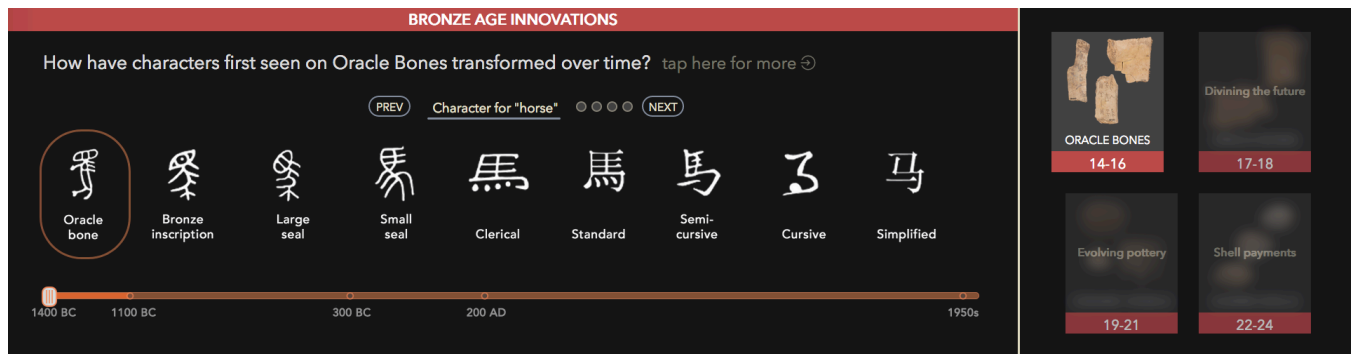 BRONZE AGE INNOVATIONS
How have characters first seen on Oracle Bones transformed over time? tap here for more
PREV Character for "horse" NEXT
馬 馬 马 马
Oracle bone
Bronze inscription
Large seal
Small seal
Clerical
Standard
Semi-cursive
Cursive
Simplified
1400 BC 1100 BC 300 BC 200 AD 1950s
ORACLE BONES
14-16
Divining the future
17-18
Evolving pottery
19-21
Shell payments
22-24